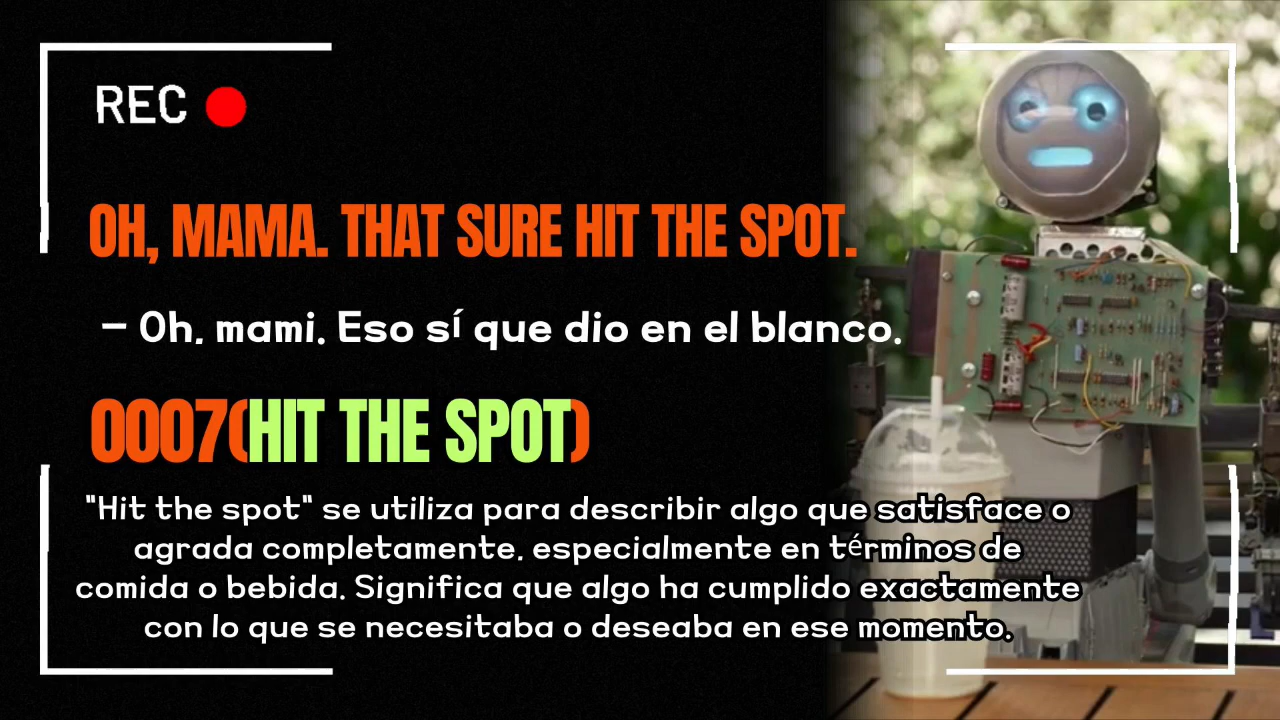 REC
OH, MAMA. THAT SURE HIT THE SPOT.
– Oh, mami. Eso sí que dio en el blanco.
0007(HIT THE SPOT)
"Hit the spot" se utiliza para describir algo que satisface o
agrada completamente, especialmente en términos de
comida o bebida. Significa que algo ha cumplido exactamente
con lo que se necesitaba o deseaba en ese momento.